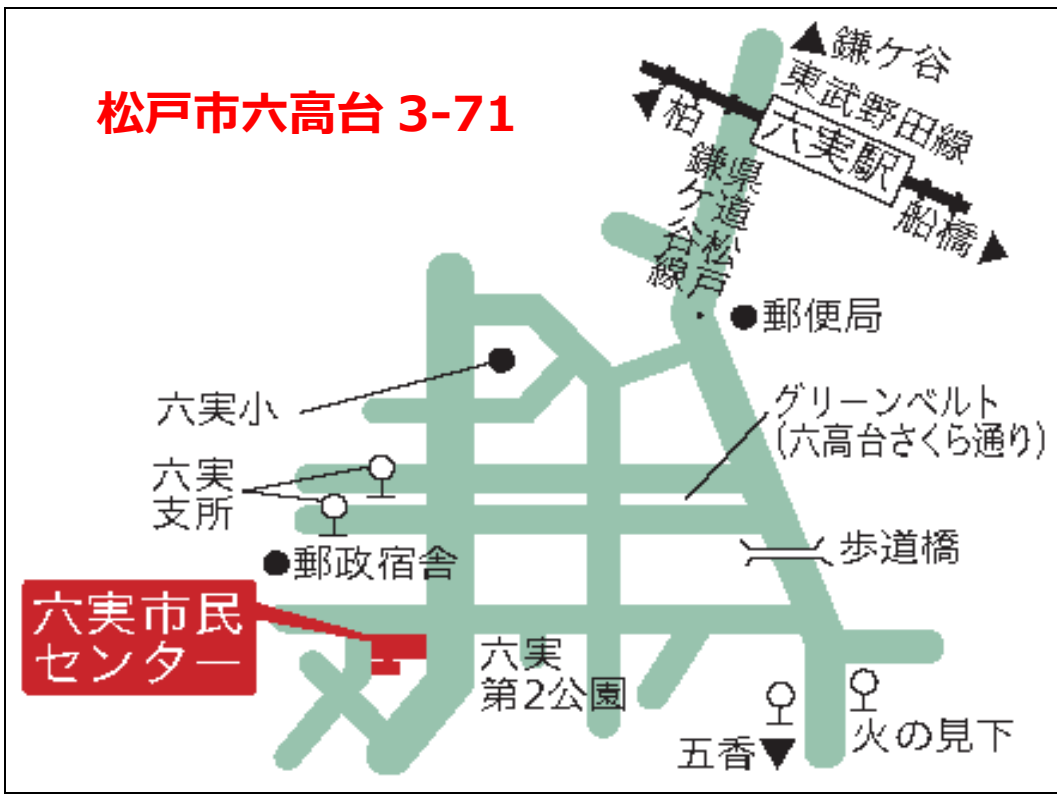 松戸市六高台 3-71
▲鎌ケ谷
東武野田線
六実駅
◀柏
船橋▶
県道松戸
鎌ケ谷線
●郵便局
グリーンベルト
(六高台さくら通り)
六実小
六実
支所
●郵政宿舎
歩道橋
六実市民
センター
六実
第2公園
火の見下
五香▼